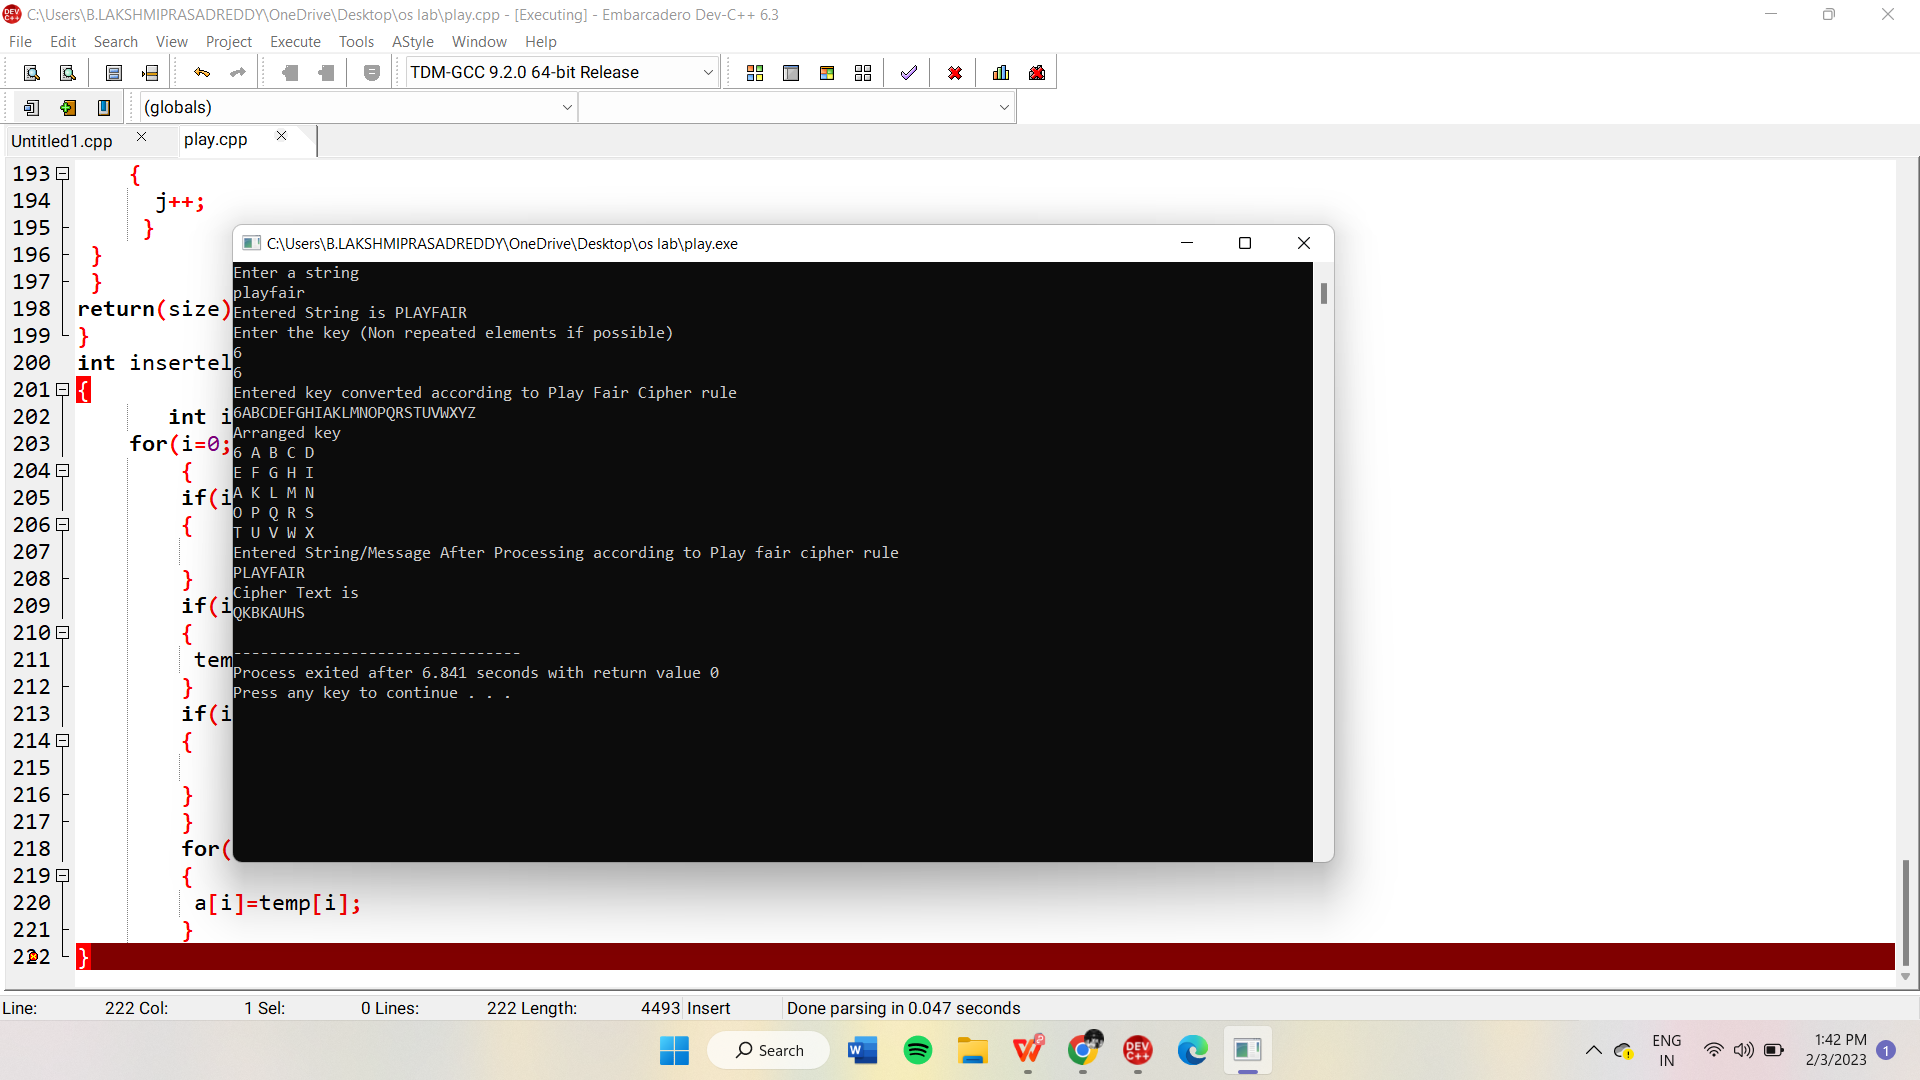 C:\Users\B.LAKSHMIPRASADREDDY\OneDrive\Desktop\os lab\play.cpp - [Executing] - Embarcadero Dev-C++ 6.3
File Edit Search View Project Execute Tools AStyle Window Help
TDM-GCC 9.2.0 64-bit Release
(globals)
Untitled1.cpp play.cpp
193 {
194 j++;
195 }
196 }
197 }
198 return(size)
199 }
200 int insertel
201 {
202 int i
203 for(i=0;
204 {
205 if(i
206 {
207
208 }
209 if(i
210 {
211 tem
212 }
213 if(i
214 {
215
216 }
217 }
218 for(
219 {
220 a[i]=temp[i];
221 }
222 }
C:\Users\B.LAKSHMIPRASADREDDY\OneDrive\Desktop\os lab\play.exe
Enter a string
playfair
Entered String is PLAYFAIR
Enter the key (Non repeated elements if possible)
6
6
Entered key converted according to Play Fair Cipher rule
6ABCDEFGHIAKLMNOPQRSTUVWXYZ
Arranged key
6 A B C D
E F G H I
A K L M N
O P Q R S
T U V W X
Entered String/Message After Processing according to Play fair cipher rule
PLAYFAIR
Cipher Text is
QKBKAUHS
--------------------------------
Process exited after 6.841 seconds with return value 0
Press any key to continue . . .
Line: 222 Col: 1 Sel: 0 Lines: 222 Length: 4493 Insert Done parsing in 0.047 seconds
Search
ENG
IN
1:42 PM
2/3/2023
1